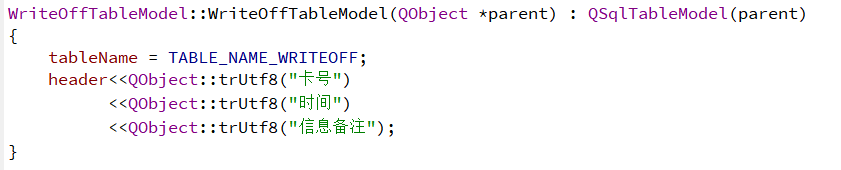 WriteOffTableModel::WriteOffTableModel(QObject *parent) : QSqlTableModel(parent)
{
    tableName = TABLE_NAME_WRITEOFF;
    header<<QObject::trUtf8("卡号")
          <<QObject::trUtf8("时间")
          <<QObject::trUtf8("信息备注");
}